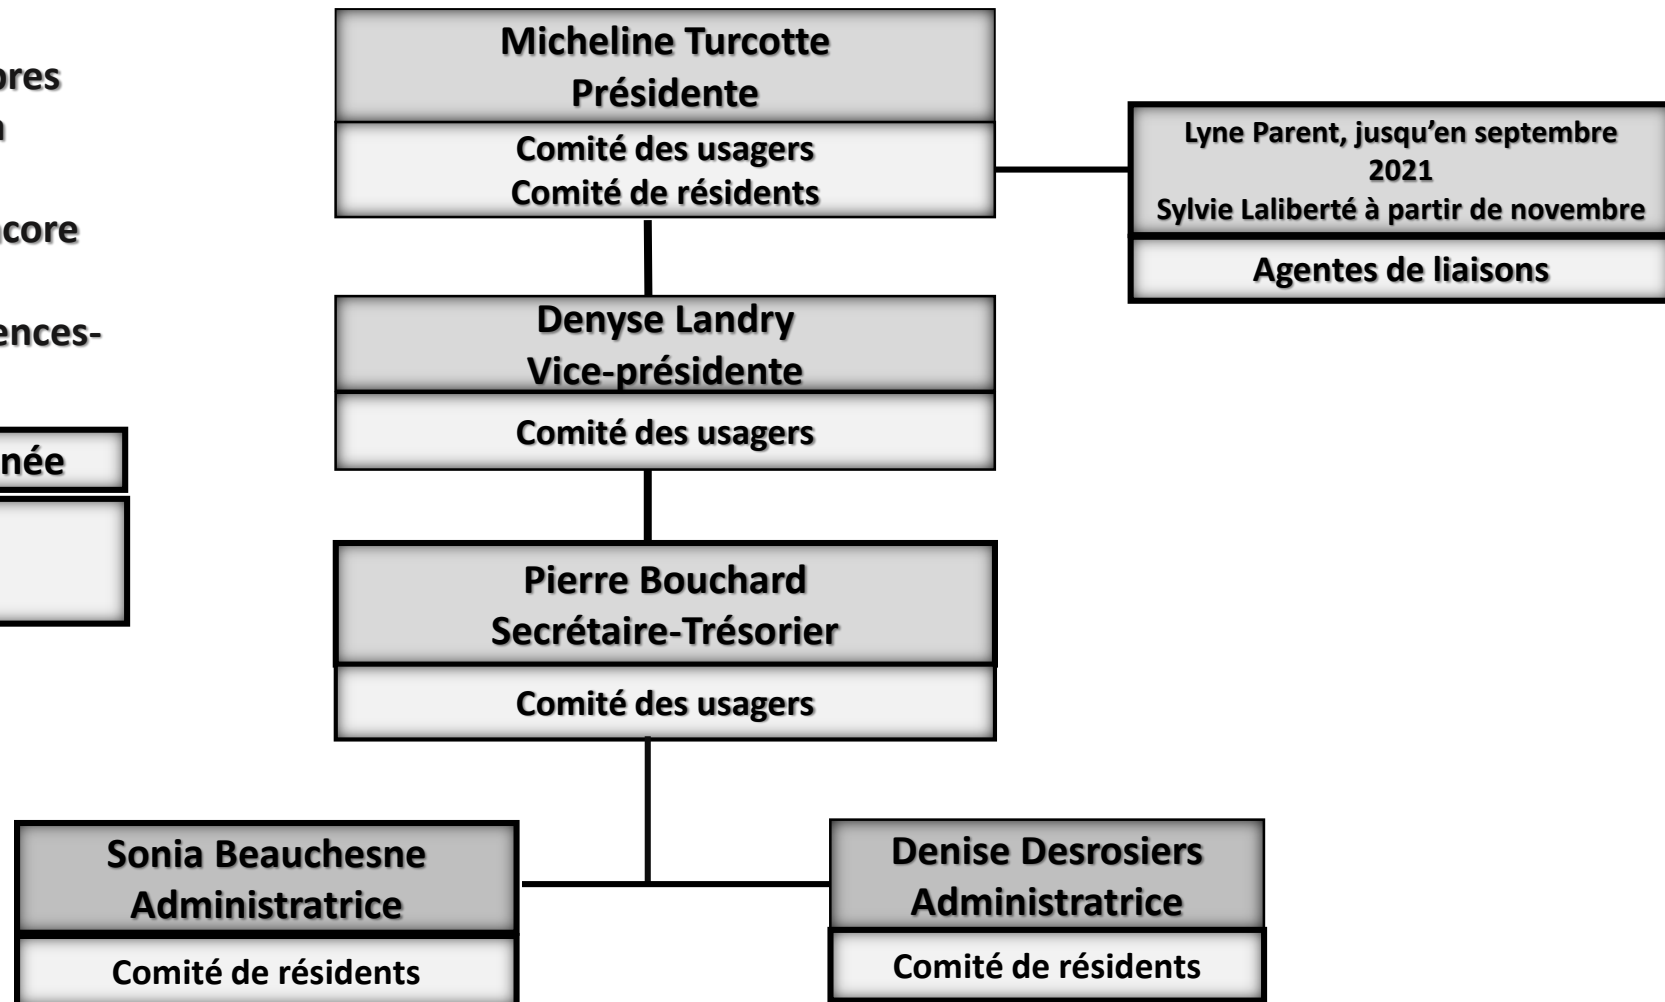 Micheline Turcotte
Présidente
Comité des usagers
Comité de résidents
Lyne Parent, jusqu'en septembre
2021
Sylvie Laliberté à partir de novembre
Agentes de liaisons
Denyse Landry
Vice-présidente
Comité des usagers
Pierre Bouchard
Secrétaire-Trésorier
Comité des usagers
Sonia Beauchesne
Administratrice
Comité de résidents
Denise Desrosiers
Administratrice
Comité de résidents